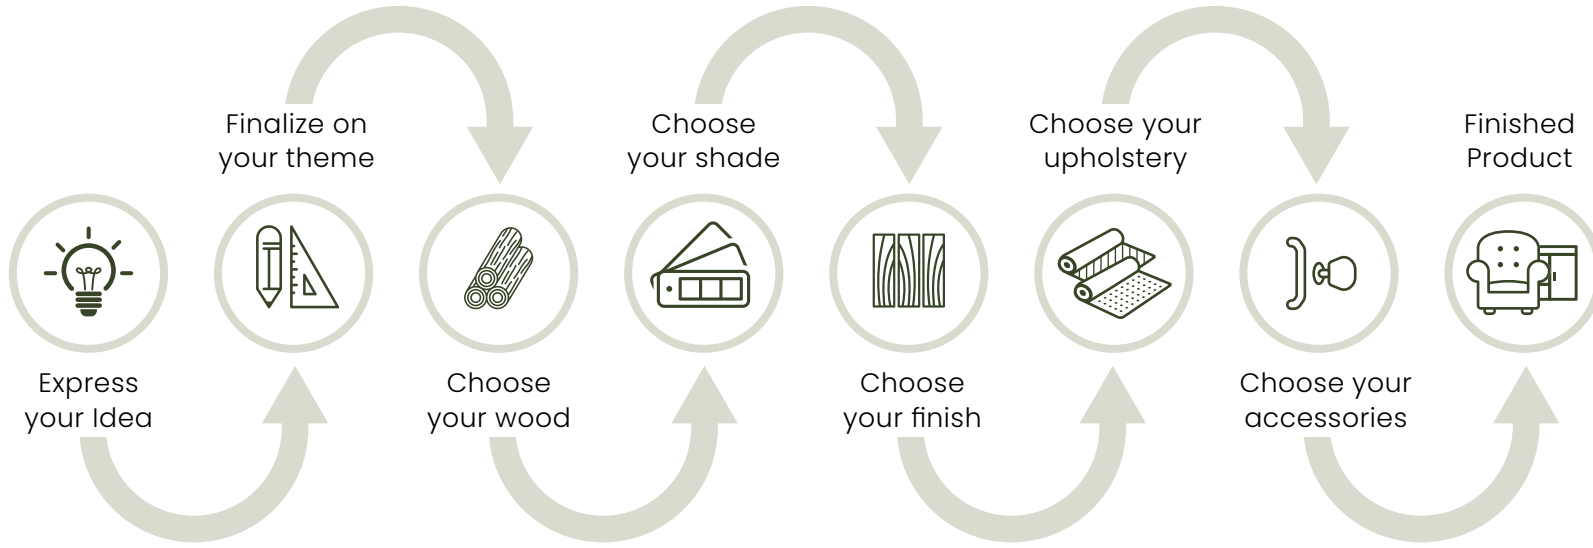 Express
your Idea
Finalize on
your theme
Choose
your wood
Choose
your shade
Choose
your finish
Choose your
upholstery
Choose your
accessories
Finished
Product